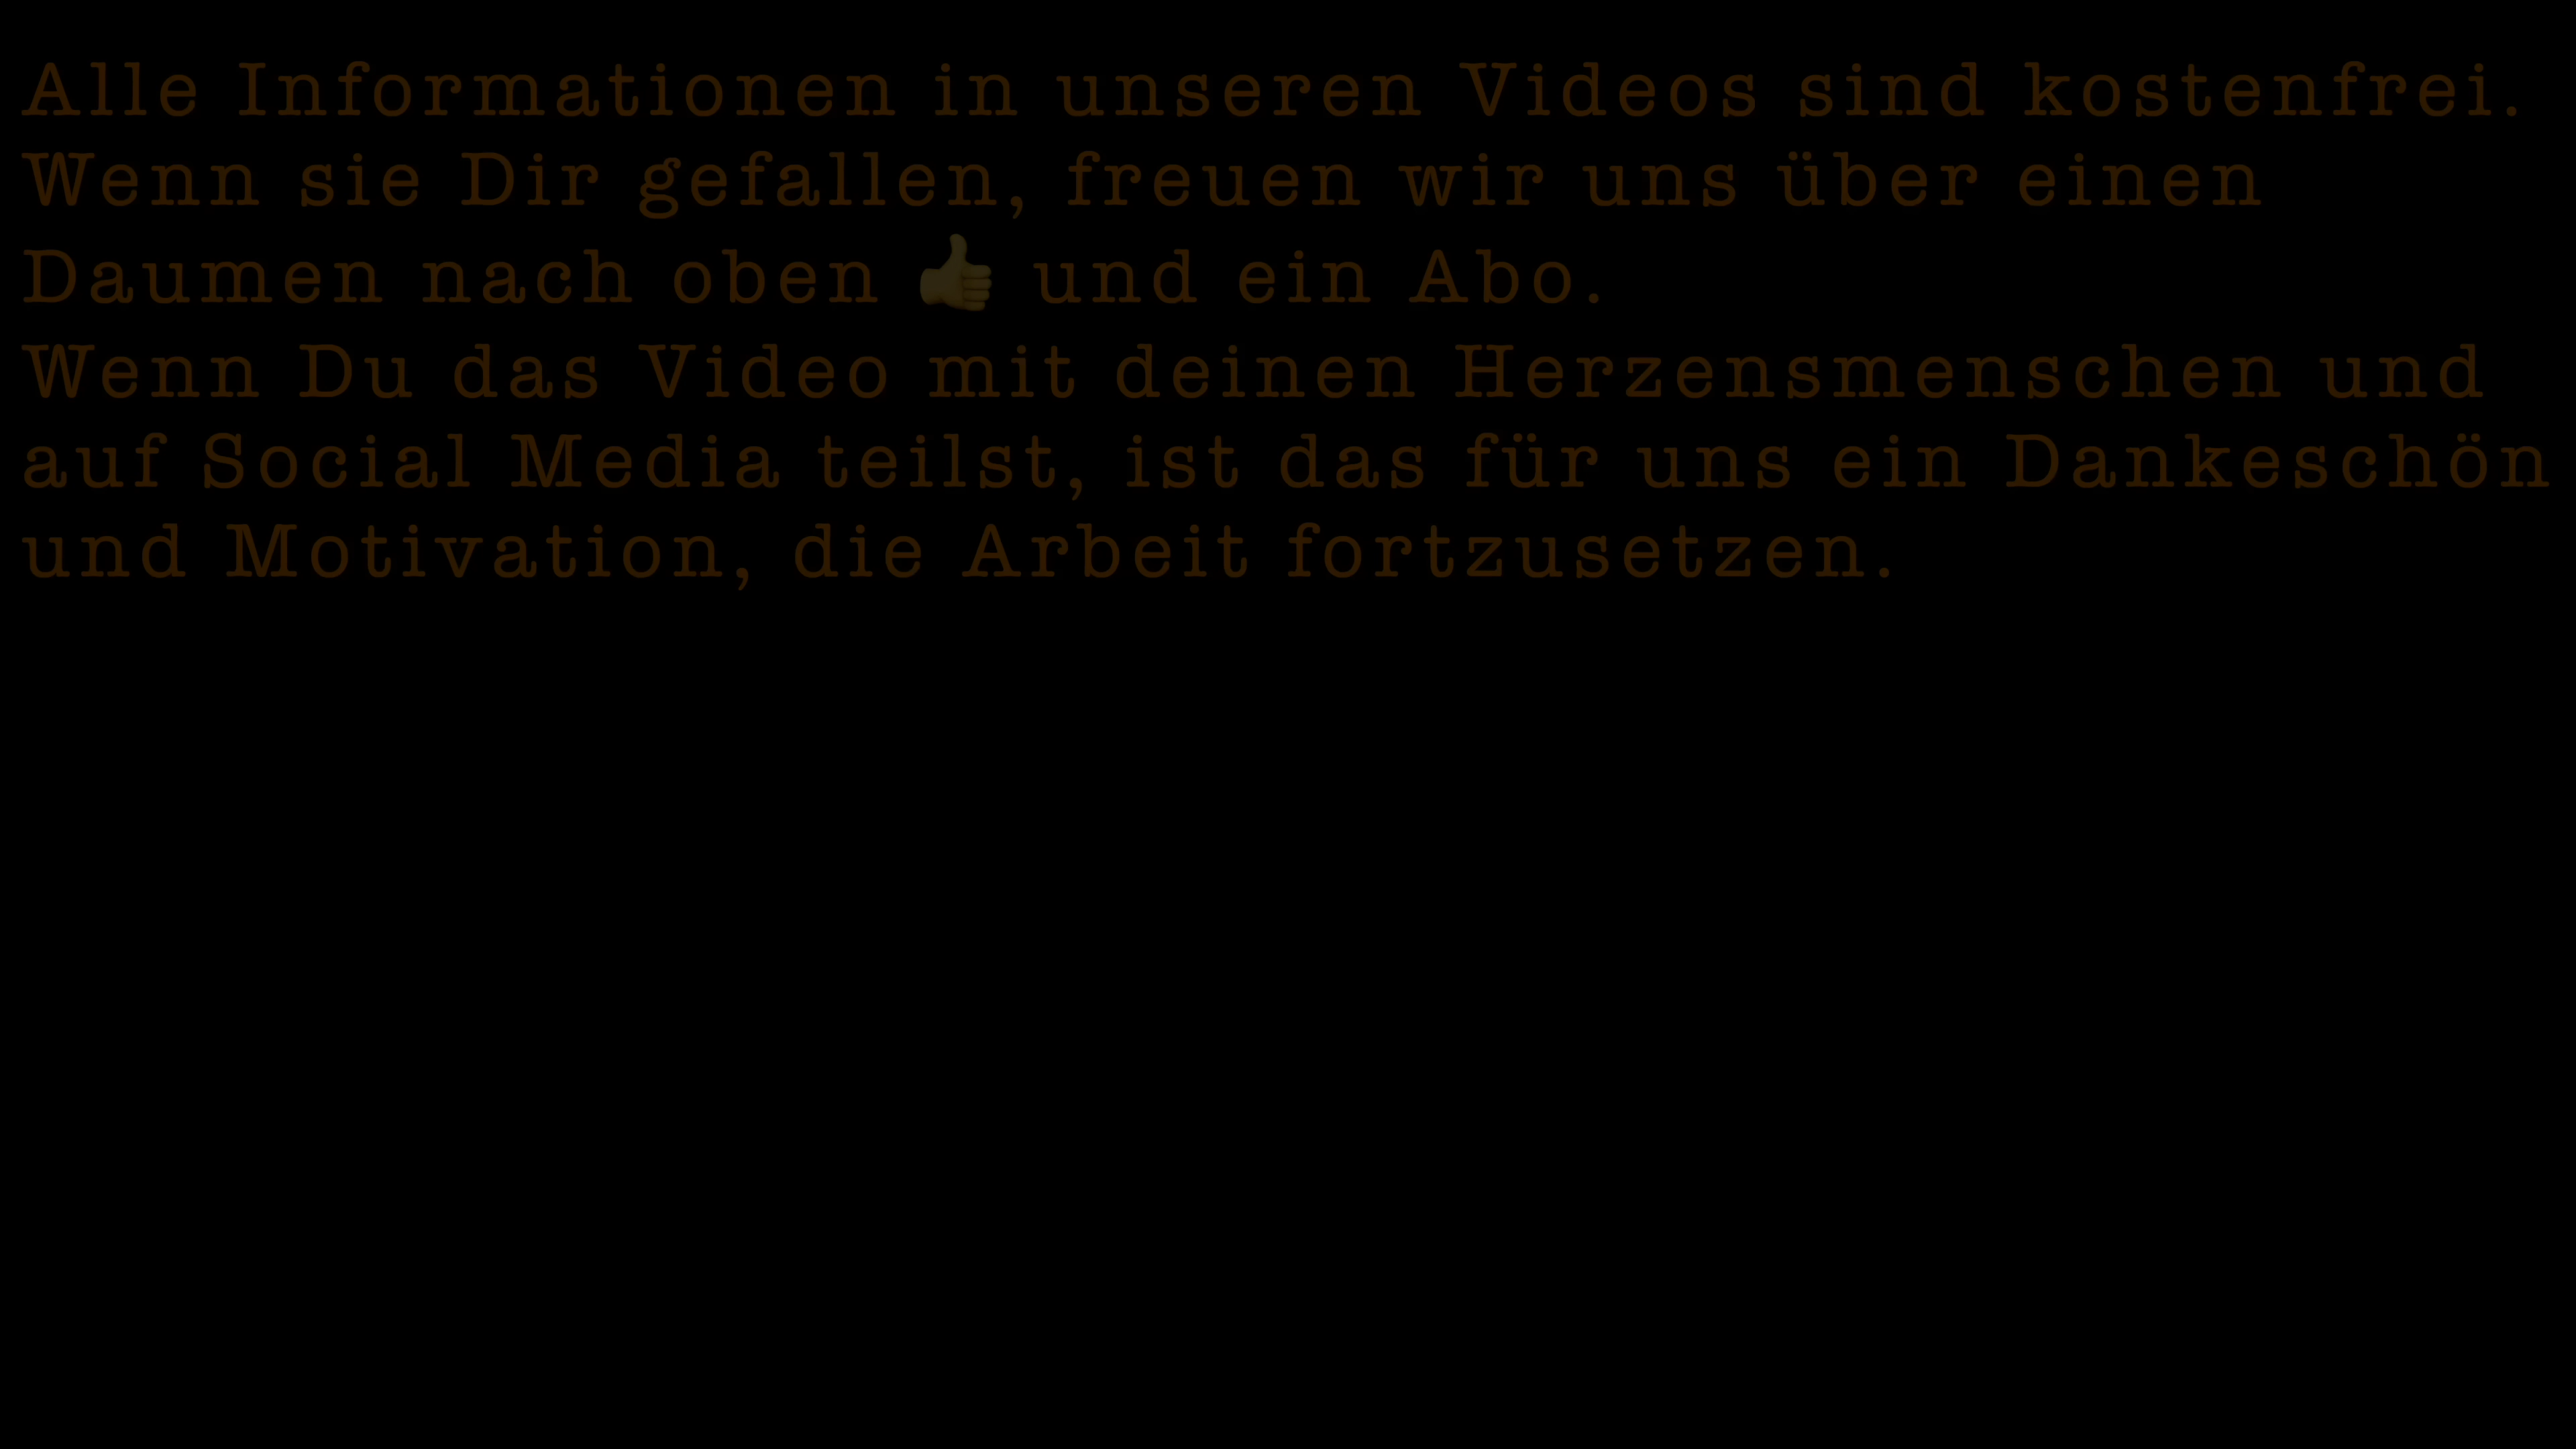 Alle Informationen in unseren Videos sind kostenfrei.
Wenn sie Dir gefallen, freuen wir uns über einen
Daumen nach oben 👍 und ein Abo.
Wenn Du das Video mit deinen Herzensmenschen und
auf Social Media teilst, ist das für uns ein Dankeschön
und Motivation, die Arbeit fortzusetzen.